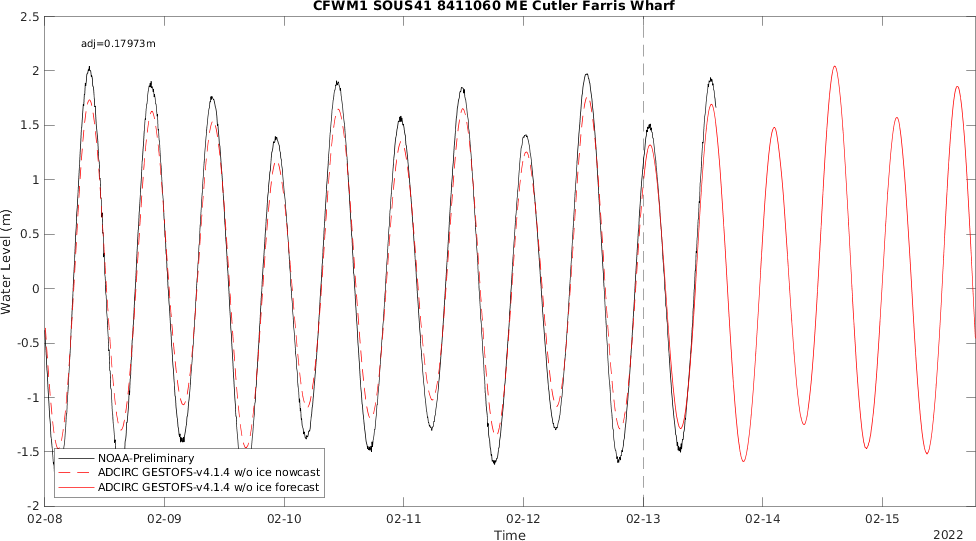 CFWM1 SOUS41 8411060 ME Cutler Farris Wharf
adj=0.17973m
2.5
2
1.5
1
0.5
0
-0.5
-1
-1.5
-2
Water Level (m)
NOAA-Preliminary
ADCIRC GESTOFS-v4.1.4 w/o ice nowcast
ADCIRC GESTOFS-v4.1.4 w/o ice forecast
02-08 02-09 02-10 02-11 02-12 02-13 02-14 02-15
Time
2022